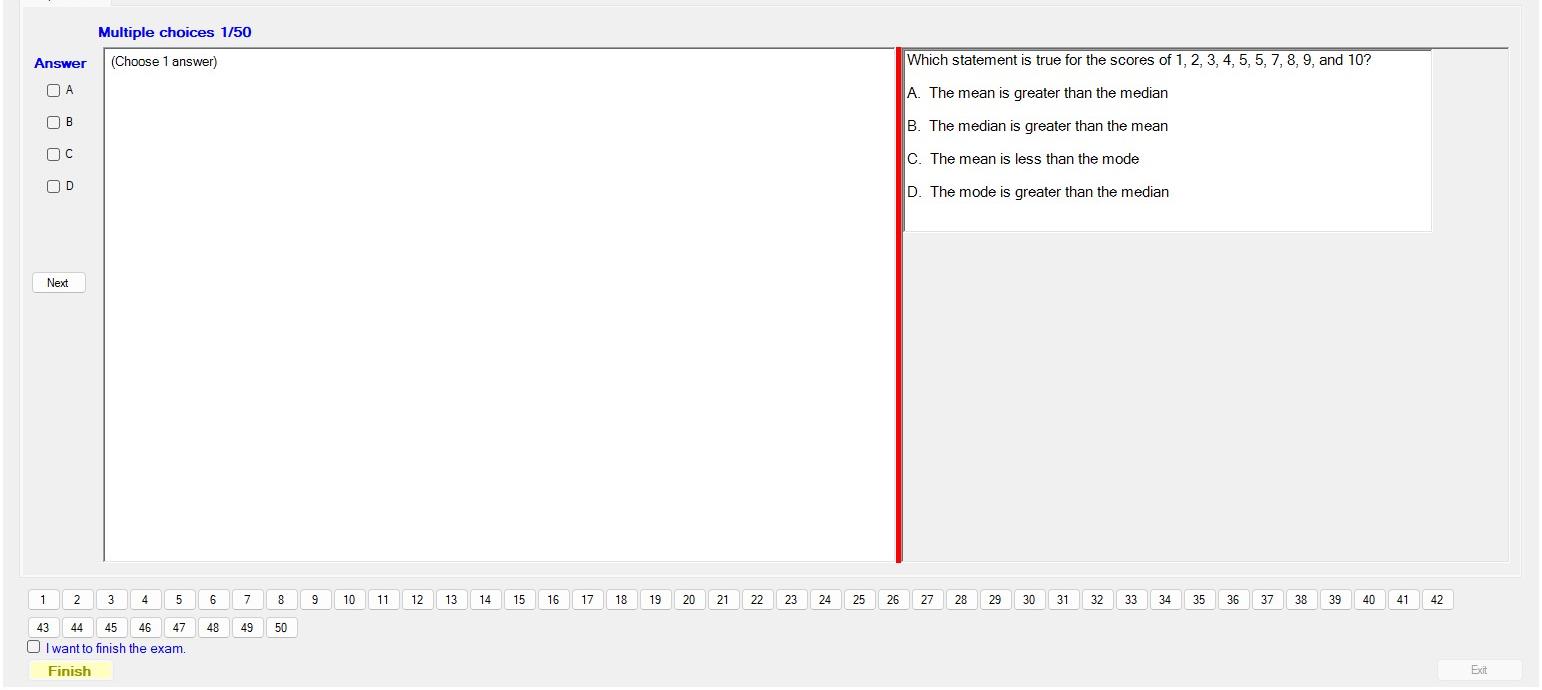 Multiple choices 1/50
Answer
(Choose 1 answer)
A
B
C
D
Next
Which statement is true for the scores of 1, 2, 3, 4, 5, 5, 7, 8, 9, and 10?
A. The mean is greater than the median
B. The median is greater than the mean
C. The mean is less than the mode
D. The mode is greater than the median
1 2 3 4 5 6 7 8 9 10 11 12 13 14 15 16 17 18 19 20 21 22 23 24 25 26 27 28 29 30 31 32 33 34 35 36 37 38 39 40 41 42
43 44 45 46 47 48 49 50
I want to finish the exam.
Finish
Exit